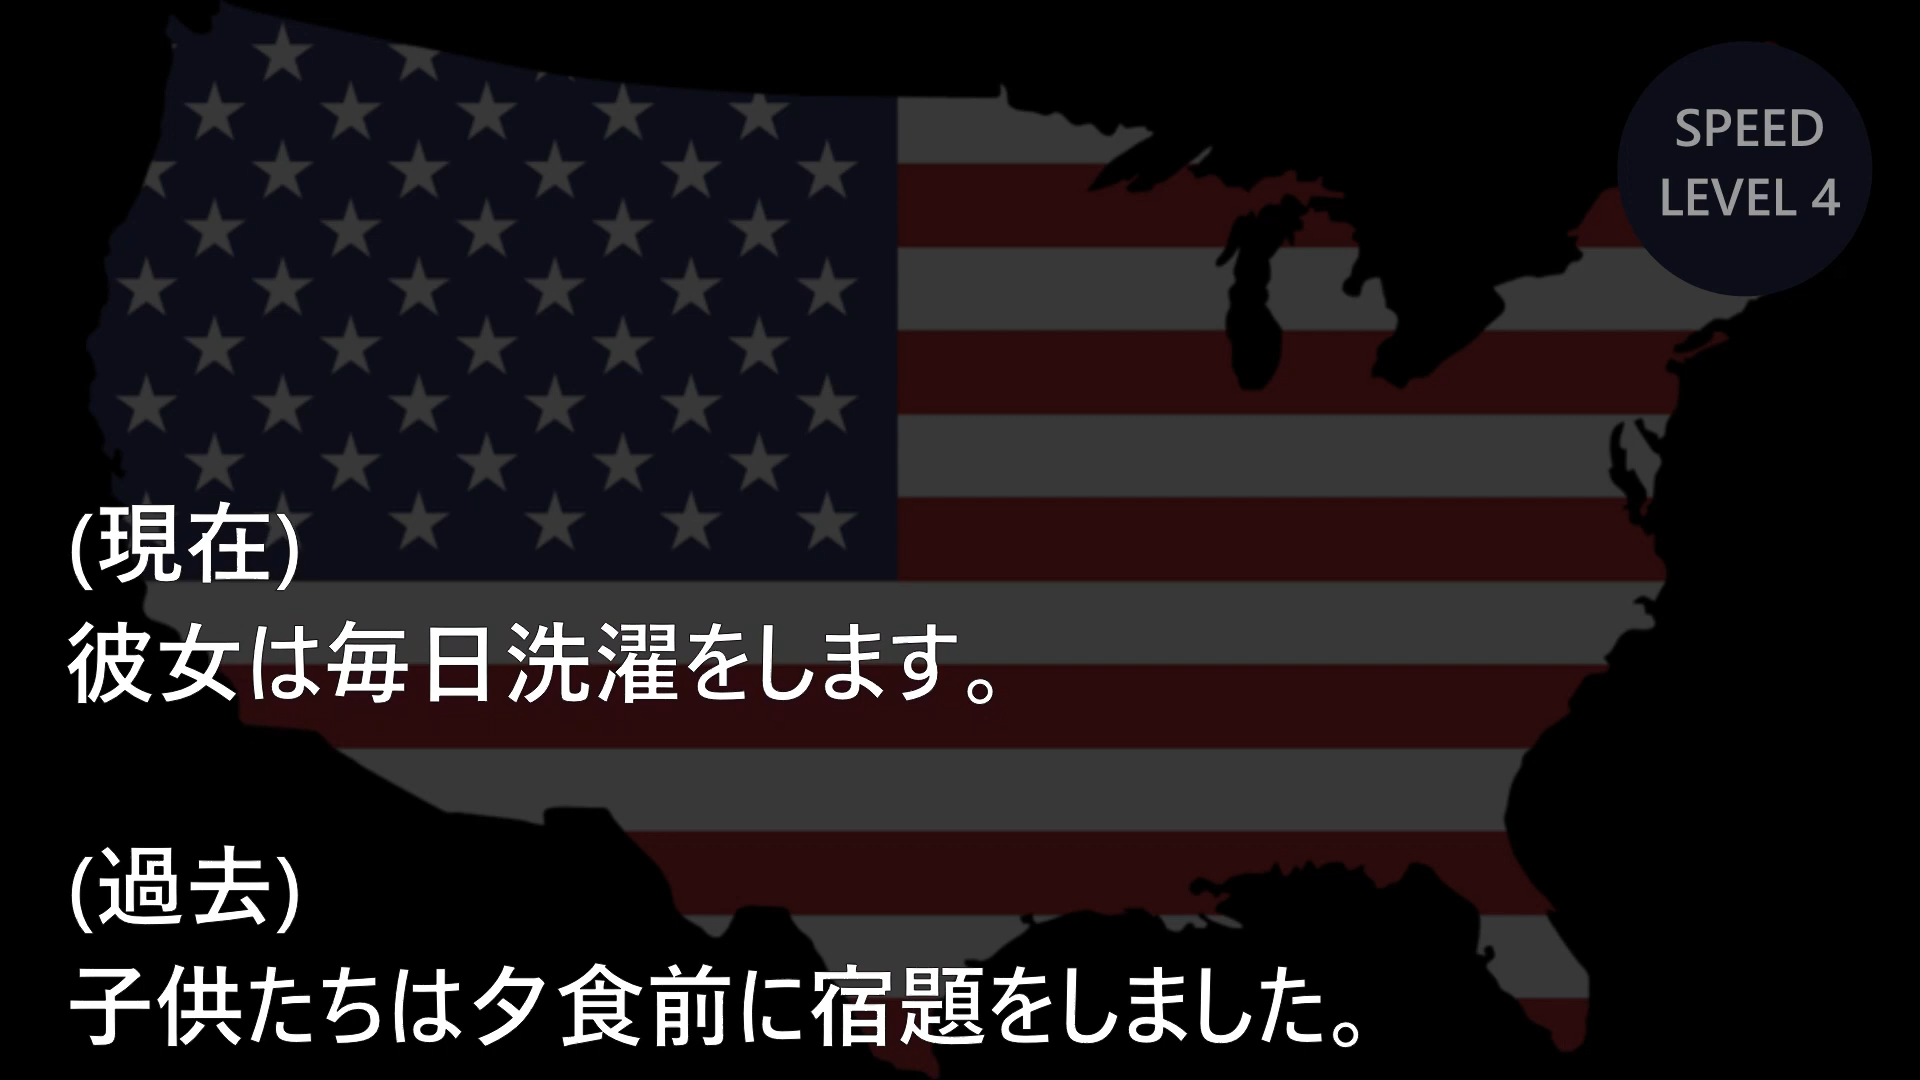 SPEED
LEVEL 4
(現在)
彼女は毎日洗濯をします。
(過去)
子供たちは夕食前に宿題をしました。